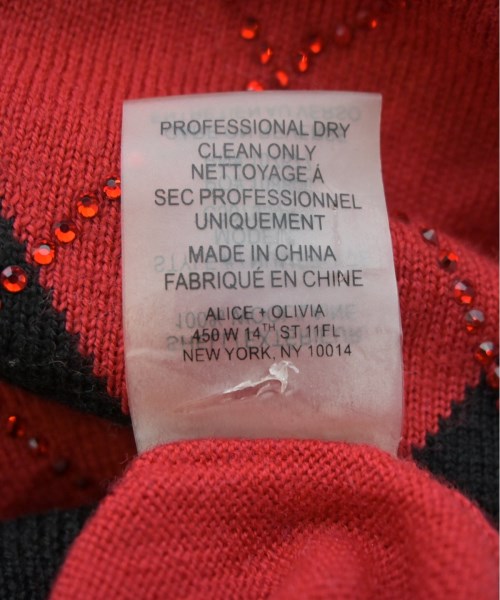 PROFESSIONAL DRY
CLEAN ONLY
NETTOYAGE À
SEC PROFESSIONNEL
UNIQUEMENT
MADE IN CHINA
FABRIQUÉ EN CHINE
ALICE + OLIVIA
450 W 14TH ST.11FL
NEW YORK, NY 10014